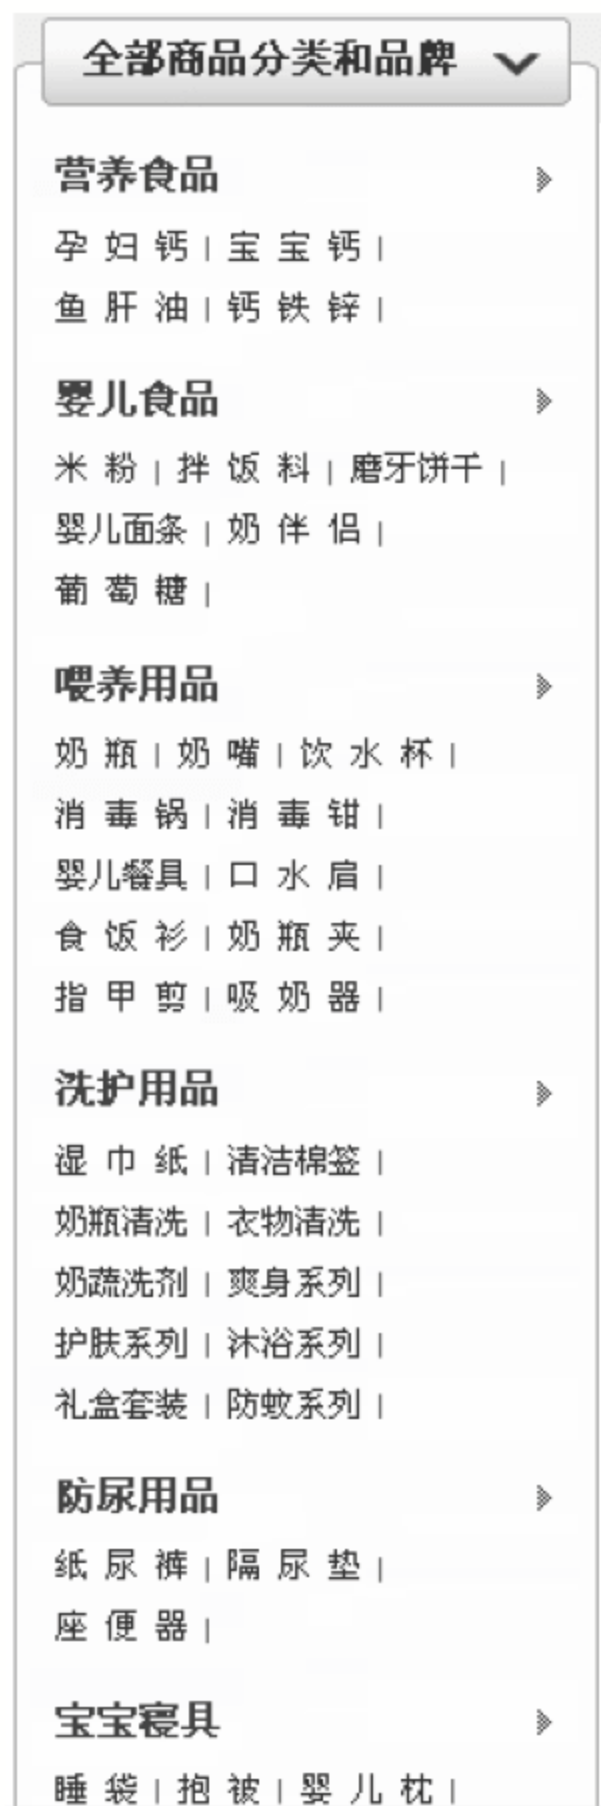 全部商品分类和品牌
营养食品
孕 妇 钙 | 宝 宝 钙 |
鱼 肝 油 | 钙 铁 锌 |
婴儿食品
米 粉 | 拌 饭 料 | 磨牙饼干 |
婴儿面条 | 奶 伴 侣 |
葡 萄 糖 |
喂养用品
奶 瓶 | 奶 嘴 | 饮 水 杯 |
消 毒 锅 | 消 毒 钳 |
婴儿餐具 | 口 水 肩 |
食 饭 衫 | 奶 瓶 夹 |
指 甲 剪 | 吸 奶 器 |
洗护用品
湿 巾 纸 | 清洁棉签 |
奶瓶清洗 | 衣物清洗 |
奶蔬洗剂 | 爽身系列 |
护肤系列 | 沐浴系列 |
礼盒套装 | 防蚊系列 |
防尿用品
纸 尿 裤 | 隔 尿 垫 |
座 便 器 |
宝宝寝具
睡 袋 | 抱 被 | 婴 儿 枕 |